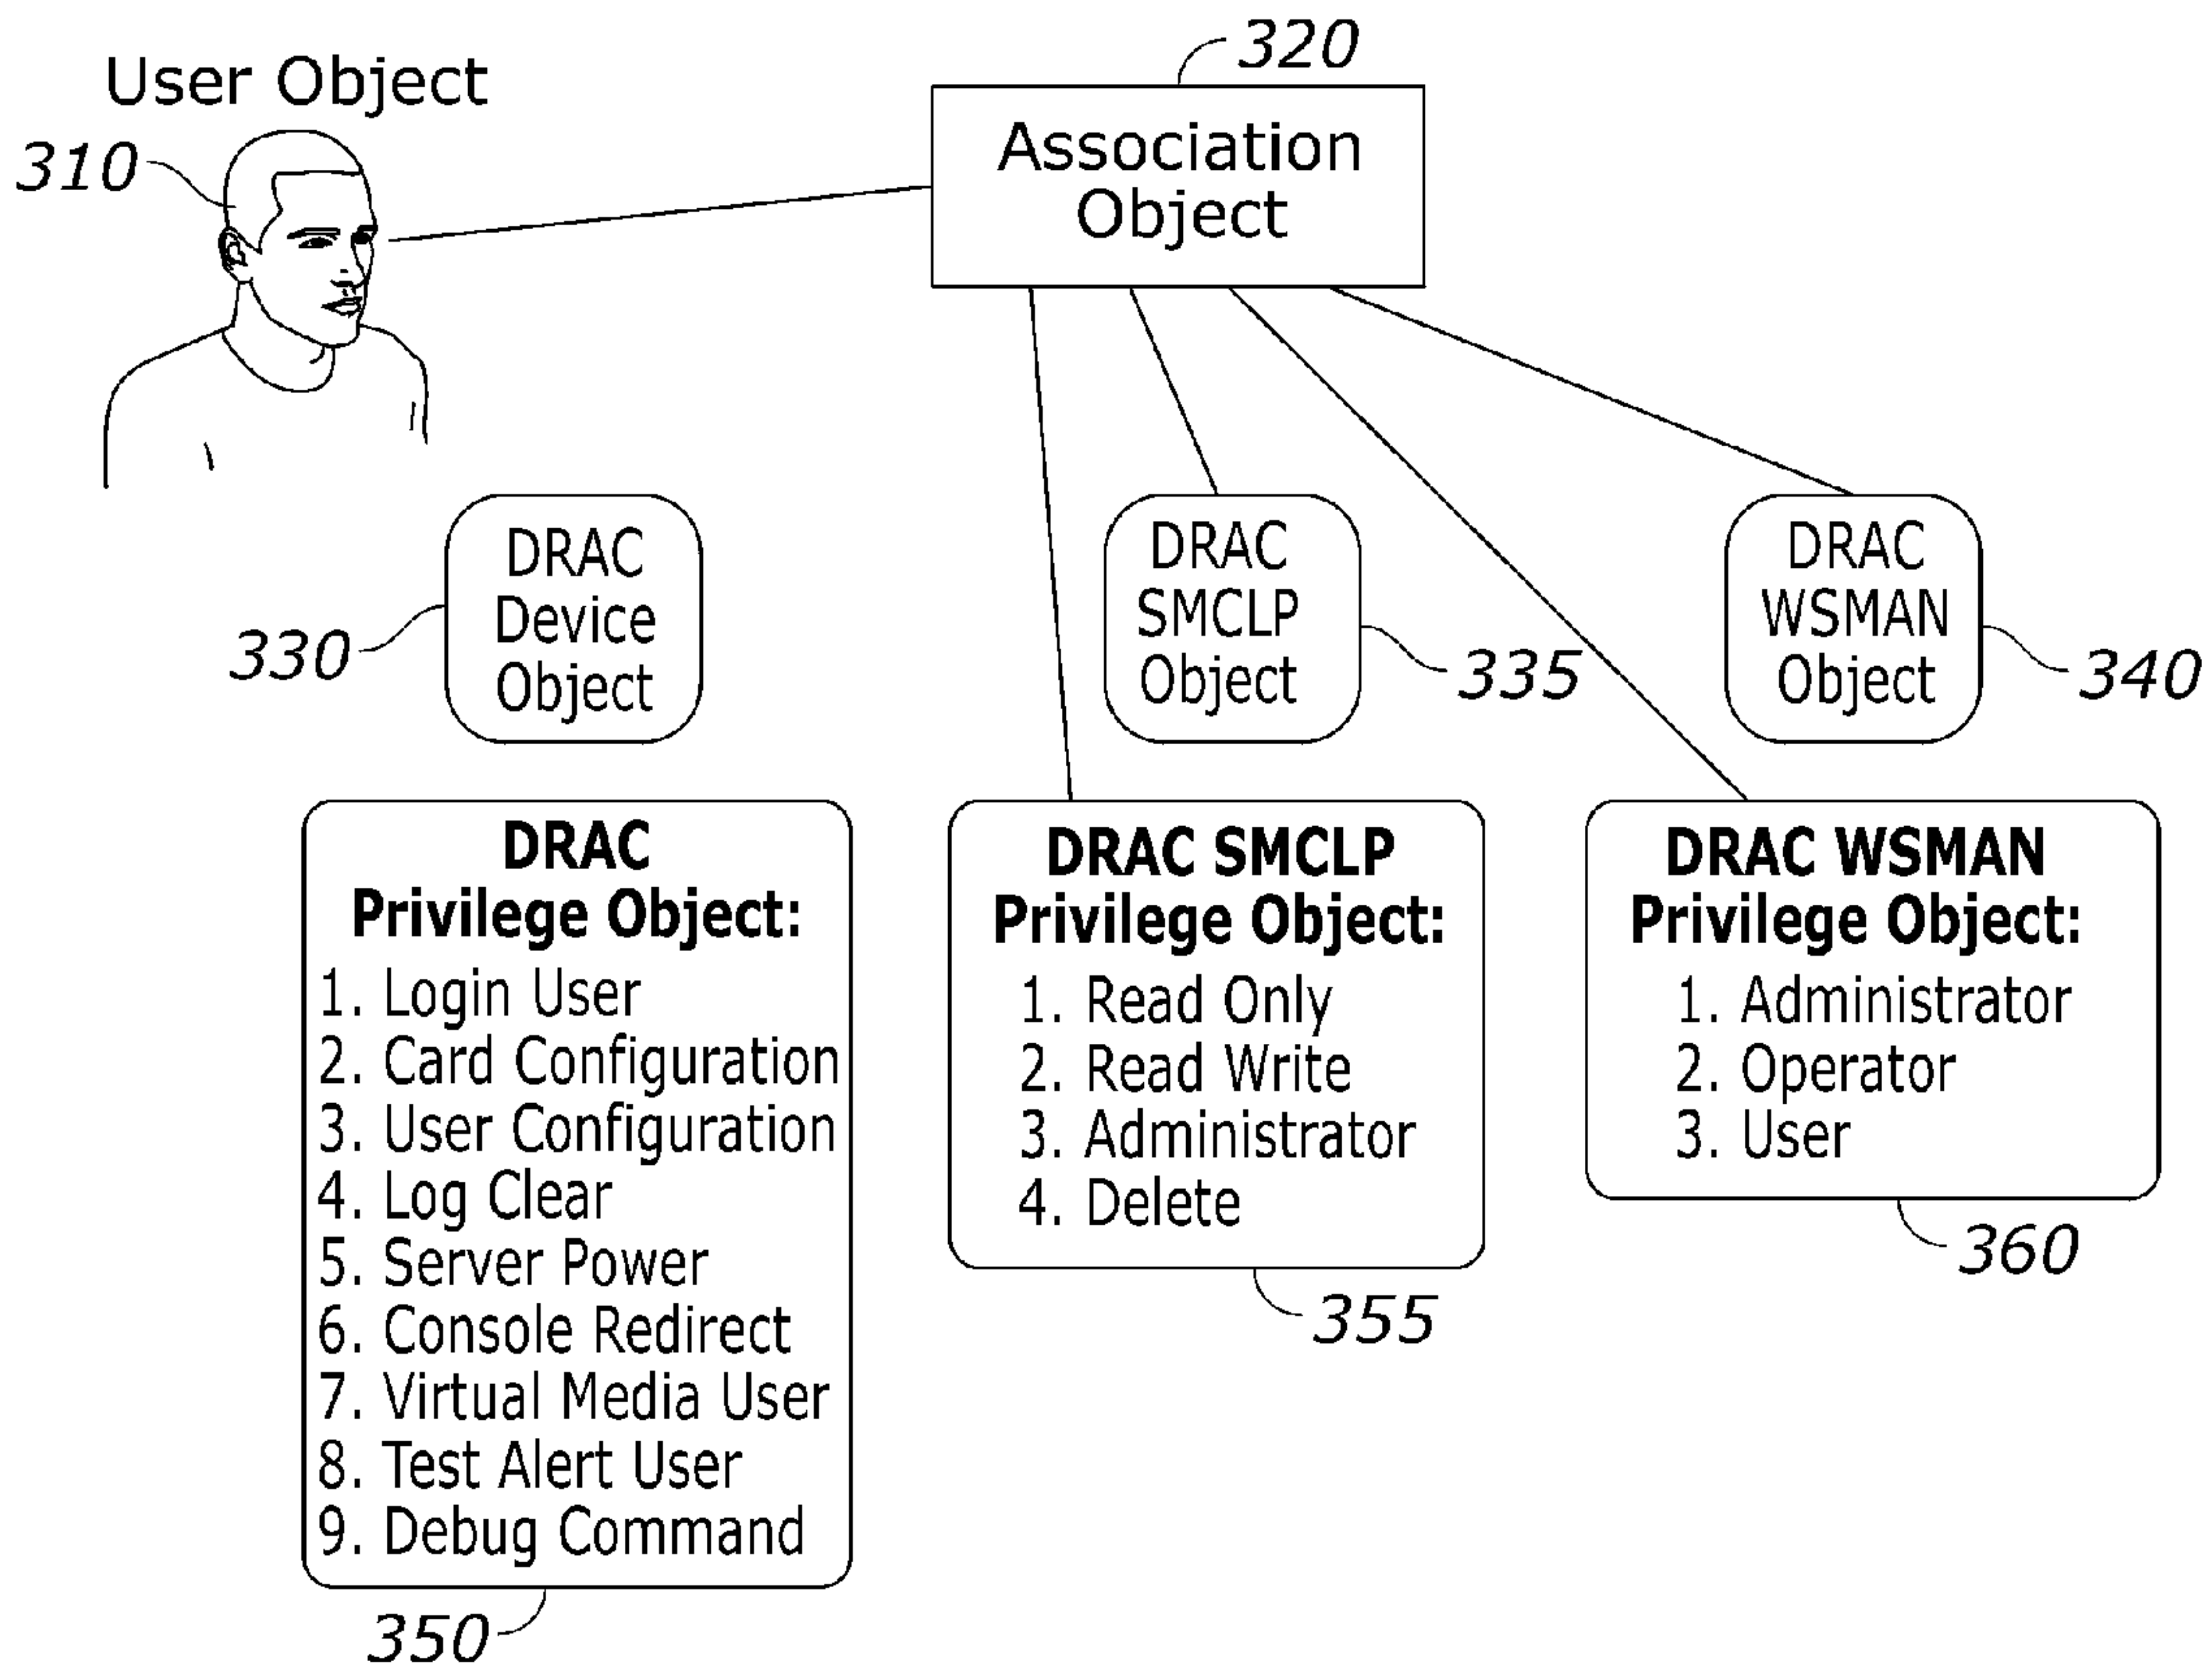 320
User Object
310
Association
Object
DRAC
Device
Object
330
DRAC
SMCLP
Object
335
DRAC
WSMAN
Object
340
DRAC
Privilege Object:
1. Login User
2. Card Configuration
3. User Configuration
4. Log Clear
5. Server Power
6. Console Redirect
7. Virtual Media User
8. Test Alert User
9. Debug Command
350
DRAC SMCLP
Privilege Object:
1. Read Only
2. Read Write
3. Administrator
4. Delete
355
DRAC WSMAN
Privilege Object:
1. Administrator
2. Operator
3. User
360